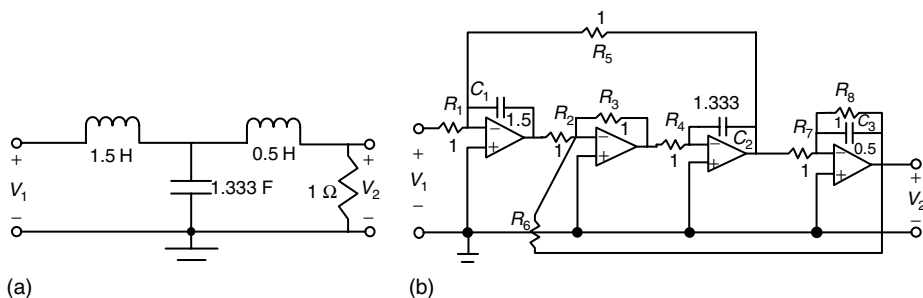 +
V1
−
1.5 H
0.5 H
1.333 F
1 Ω
+
V2
−
(a)
1
R5
R1
1
C1
1.5
−
+
R2
1
R3
1
−
+
R4
1
1.333
C2
−
+
R7
1
R8
1
C3
0.5
−
+
+
V1
−
R6
+
V2
−
(b)